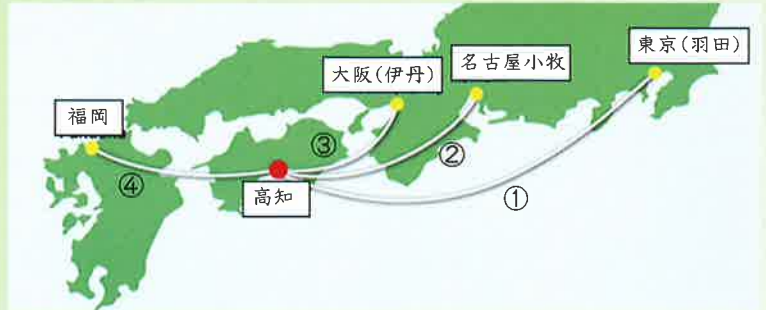 東京(羽田)
名古屋小牧
大阪(伊丹)
福岡
③
②
④
高知
①